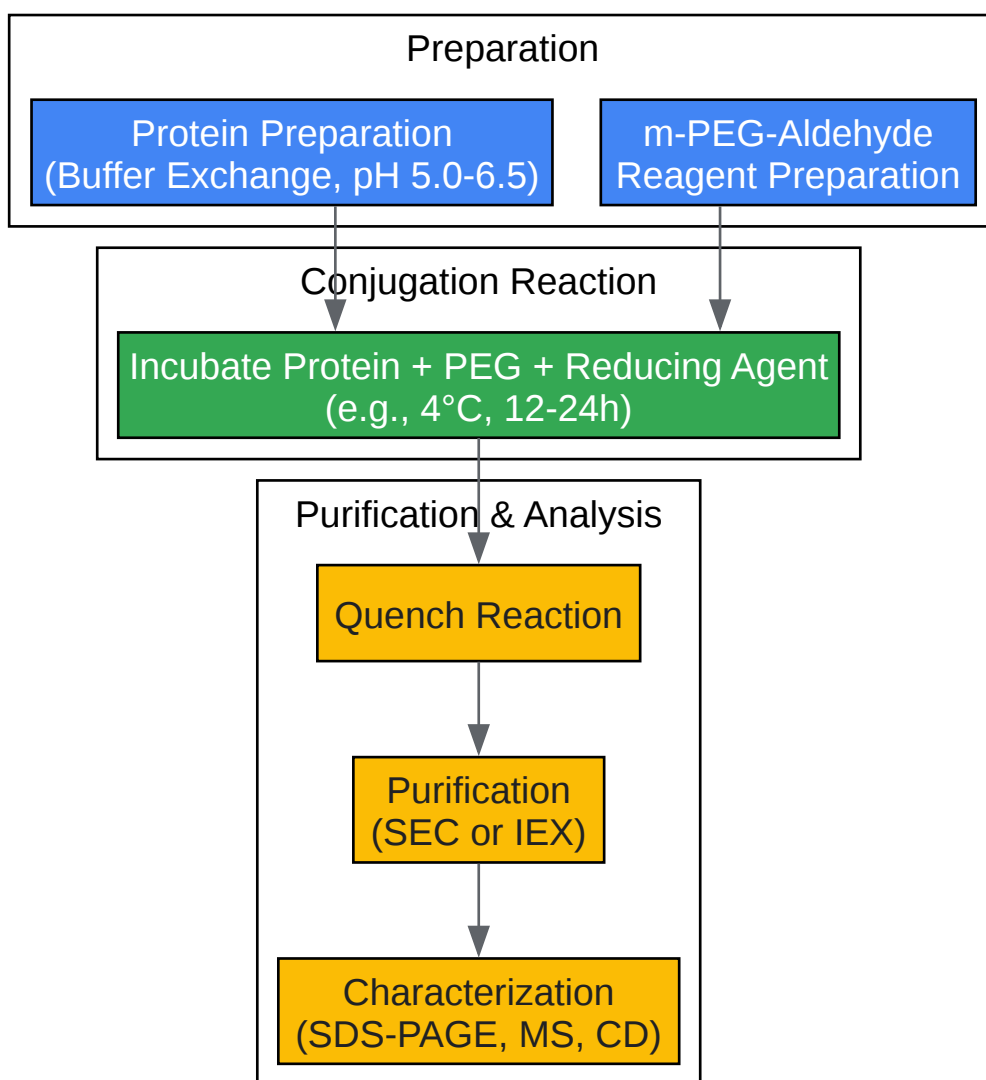 Preparation
Protein Preparation
(Buffer Exchange, pH 5.0-6.5)
m-PEG-Aldehyde
Reagent Preparation
Conjugation Reaction
Incubate Protein + PEG + Reducing Agent
(e.g., 4°C, 12-24h)
Purification & Analysis
Quench Reaction
Purification
(SEC or IEX)
Characterization
(SDS-PAGE, MS, CD)